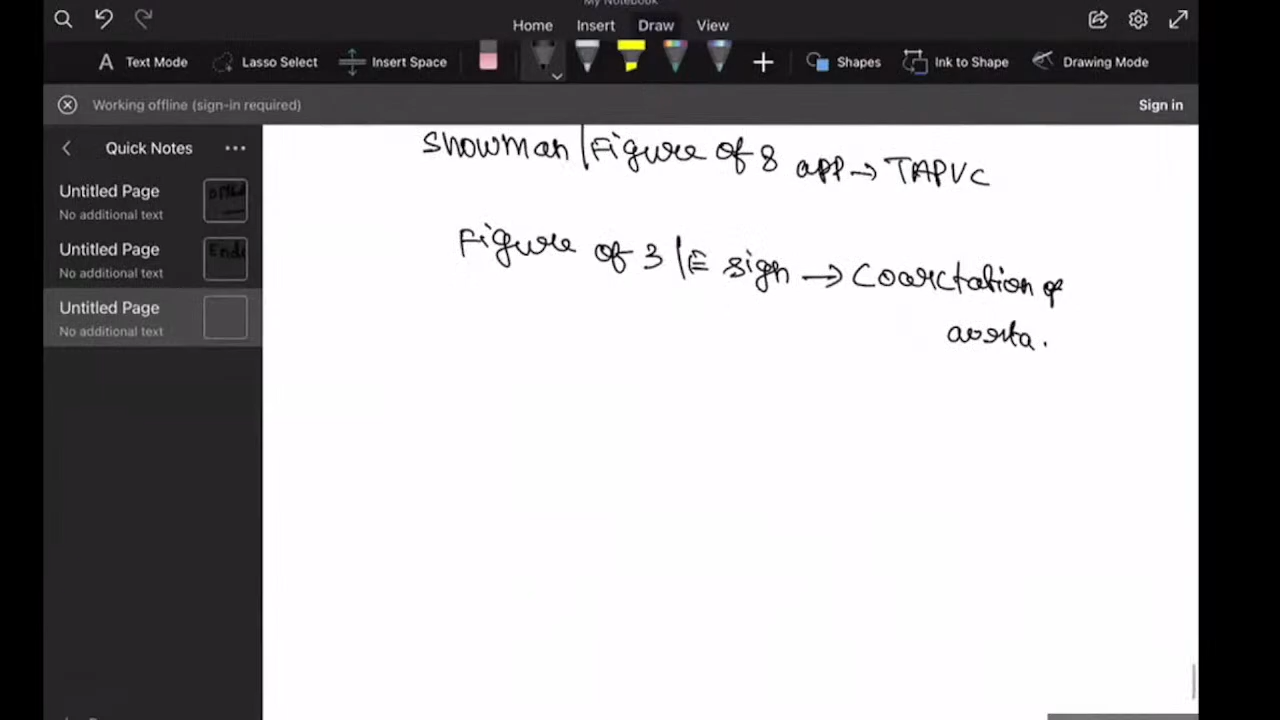 My Notebook
Home Insert Draw View
Text Mode Lasso Select Insert Space Shapes Ink to Shape Drawing Mode
Working offline (sign-in required) Sign in
Quick Notes
Untitled Page
No additional text
Untitled Page
No additional text
Untitled Page
No additional text
Snowman | Figure of 8 app → TAPVC
Figure of 3 | E sign → Coarctation of
aorta.